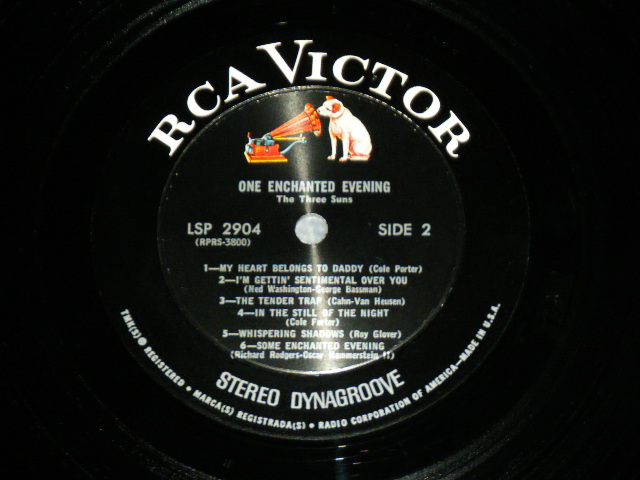 RCA VICTOR
ONE ENCHANTED EVENING
The Three Suns
LSP 2904
(RPRS-3800)
SIDE 2
1—MY HEART BELONGS TO DADDY (Cole Porter)
2—I'M GETTIN' SENTIMENTAL OVER YOU
(Ned Washington-George Bassman)
3—THE TENDER TRAP (Cahn-Van Heusen)
4—IN THE STILL OF THE NIGHT
(Cole Porter)
5—WHISPERING SHADOWS (Roy Glover)
6—SOME ENCHANTED EVENING
(Richard Rodgers-Oscar Hammerstein II)
STEREO DYNAGROOVE
TMK(S) ® REGISTERED • MARCA(S) REGISTRADA(S) • RADIO CORPORATION OF AMERICA—MADE IN U.S.A.